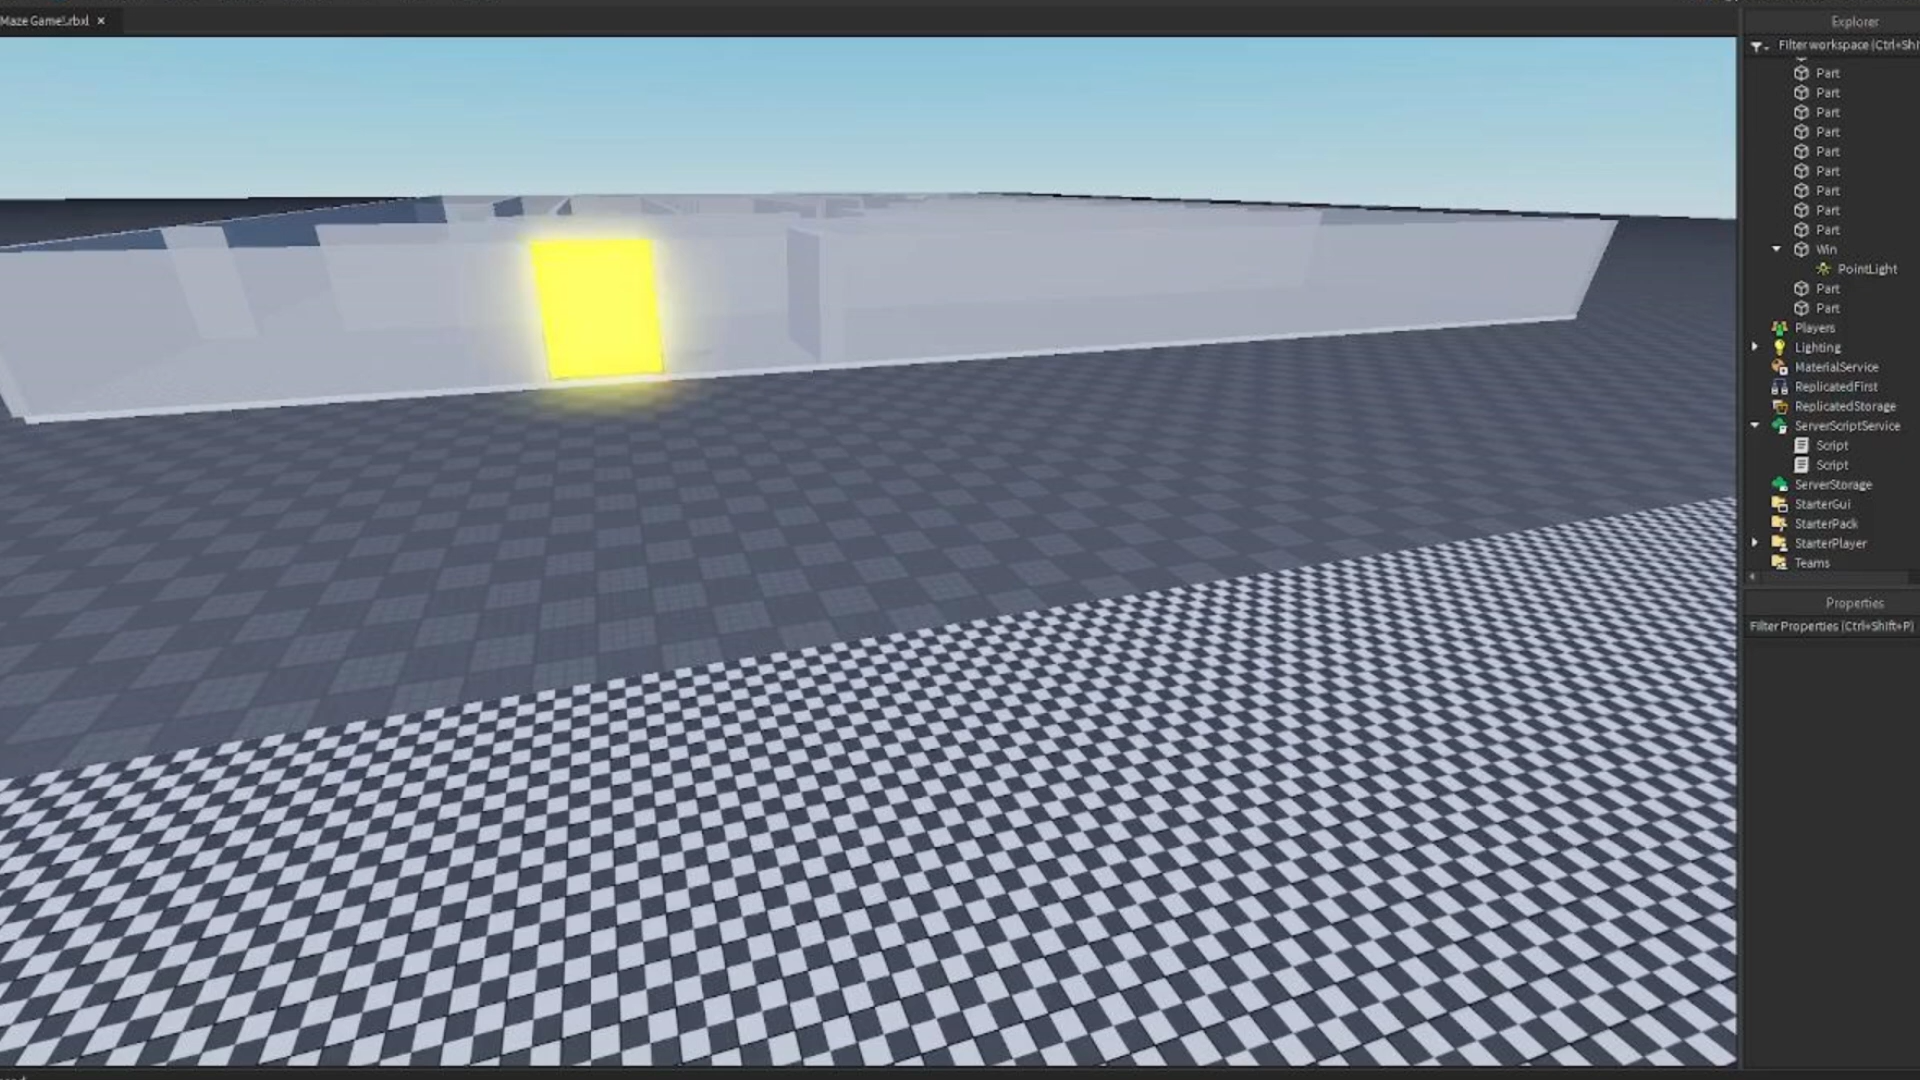 Maze Game!.rbxl ×
Explorer
Filter workspace (Ctrl+Shi
Part
Part
Part
Part
Part
Part
Part
Part
Part
Win
PointLight
Part
Part
Players
Lighting
MaterialService
ReplicatedFirst
ReplicatedStorage
ServerScriptService
Script
Script
ServerStorage
StarterGui
StarterPack
StarterPlayer
Teams
Properties
Filter Properties (Ctrl+Shift+P)